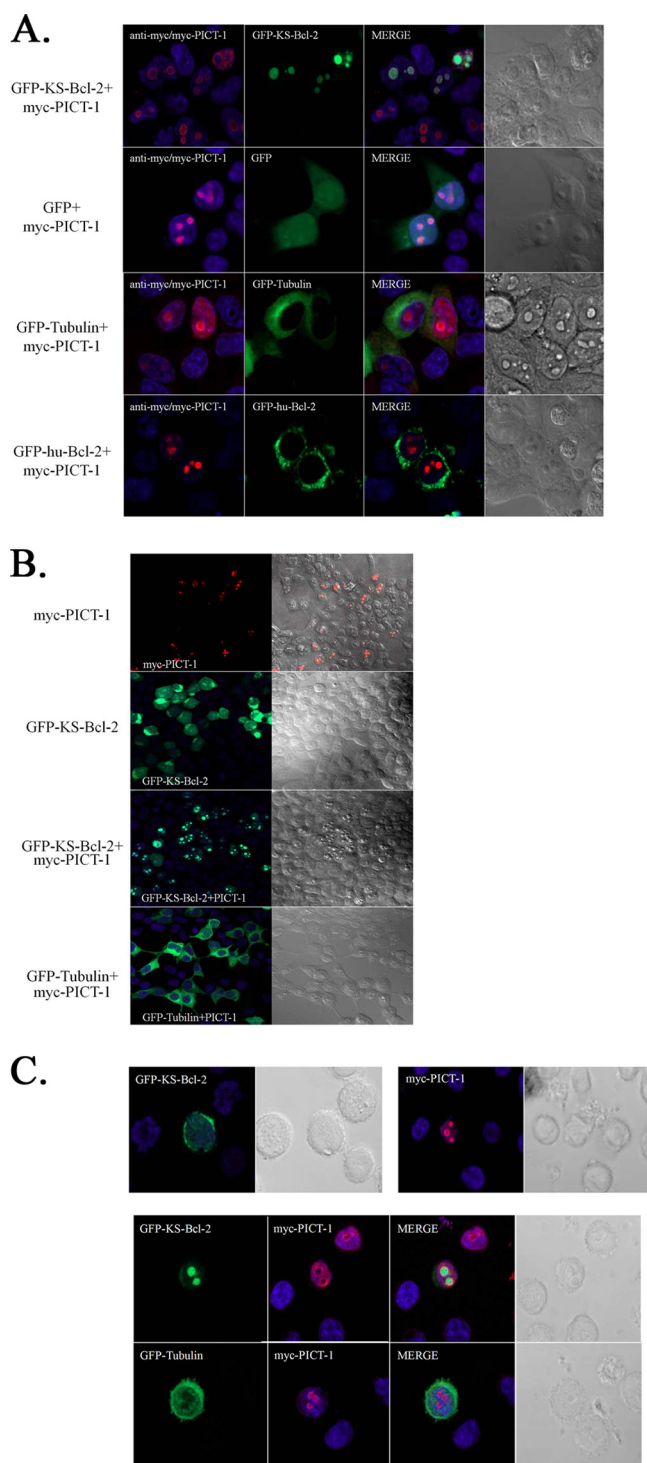 A.
GFP-KS-Bcl-2+
myc-PICT-1
anti-myc/myc-PICT-1
GFP-KS-Bcl-2
MERGE
GFP+
myc-PICT-1
anti-myc/myc-PICT-1
GFP
MERGE
GFP-Tubulin+
myc-PICT-1
anti-myc/myc-PICT-1
GFP-Tubulin
MERGE
GFP-hu-Bcl-2+
myc-PICT-1
anti-myc/myc-PICT-1
GFP-hu-Bcl-2
MERGE
B.
myc-PICT-1
myc-PICT-1
GFP-KS-Bcl-2
GFP-KS-Bcl-2
GFP-KS-Bcl-2+
myc-PICT-1
GFP-KS-Bcl-2+PICT-1
GFP-Tubulin+
myc-PICT-1
GFP-Tubilin+PICT-1
C.
GFP-KS-Bcl-2
myc-PICT-1
GFP-KS-Bcl-2
myc-PICT-1
MERGE
GFP-Tubulin
myc-PICT-1
MERGE